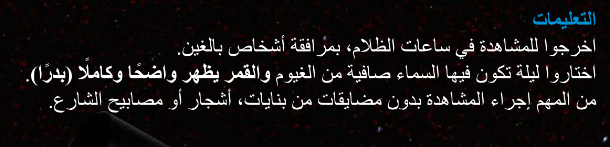 التعليمات
اخرجوا للمشاهدة في ساعات الظلام، بمرافقة أشخاص بالغين.
اختاروا ليلة تكون فيها السماء صافية من الغيوم والقمر يظهر واضحًا وكاملًا (بدرًا).
من المهم إجراء المشاهدة بدون مضايقات من بنايات، أشجار أو مصابيح الشارع.